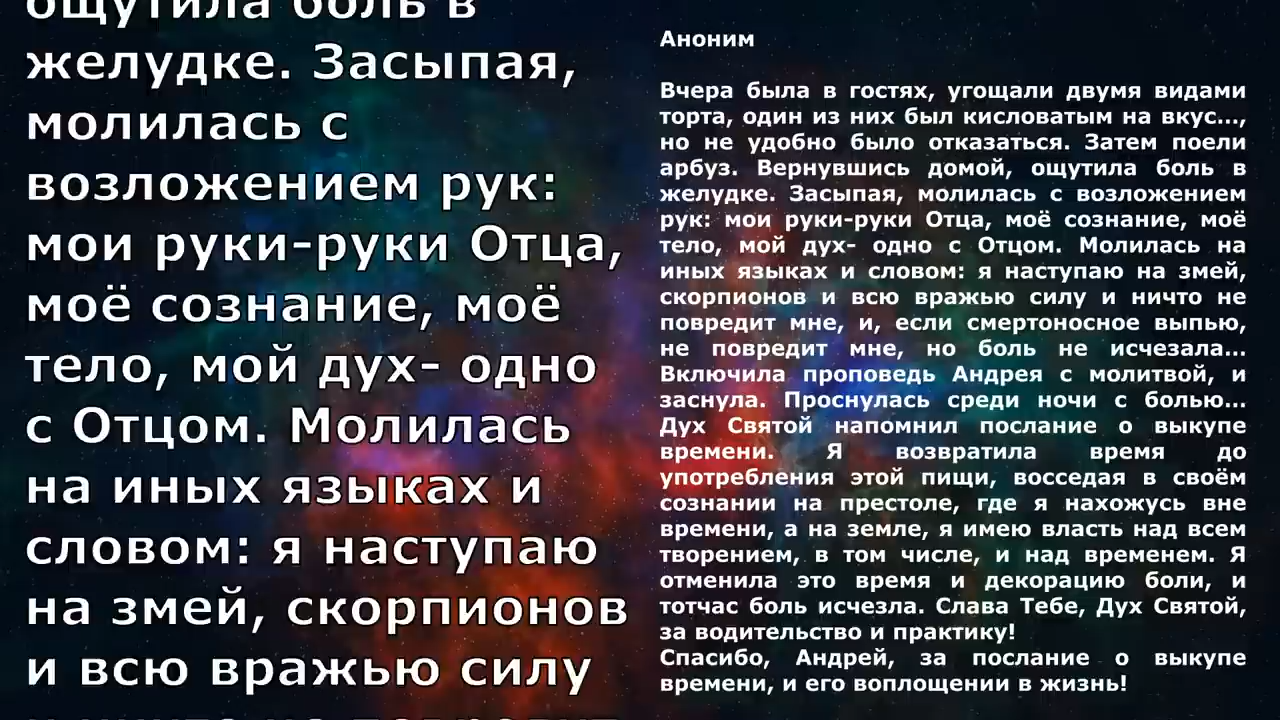 ощутила боль в
желудке. Засыпая,
молилась с
возложением рук:
мои руки-руки Отца,
моё сознание, моё
тело, мой дух- одно
с Отцом. Молилась
на иных языках и
словом: я наступаю
на змей, скорпионов
и всю вражью силу
и ничто не повредит
Аноним
Вчера была в гостях, угощали двумя видами
торта, один из них был кисловатым на вкус...,
но не удобно было отказаться. Затем поели
арбуз. Вернувшись домой, ощутила боль в
желудке. Засыпая, молилась с возложением
рук: мои руки-руки Отца, моё сознание, моё
тело, мой дух- одно с Отцом. Молилась на
иных языках и словом: я наступаю на змей,
скорпионов и всю вражью силу и ничто не
повредит мне, и, если смертоносное выпью,
не повредит мне, но боль не исчезала...
Включила проповедь Андрея с молитвой, и
заснула. Проснулась среди ночи с болью...
Дух Святой напомнил послание о выкупе
времени. Я возвратила время до
употребления этой пищи, восседая в своём
сознании на престоле, где я нахожусь вне
времени, а на земле, я имею власть над всем
творением, в том числе, и над временем. Я
отменила это время и декорацию боли, и
тотчас боль исчезла. Слава Тебе, Дух Святой,
за водительство и практику!
Спасибо, Андрей, за послание о выкупе
времени, и его воплощении в жизнь!